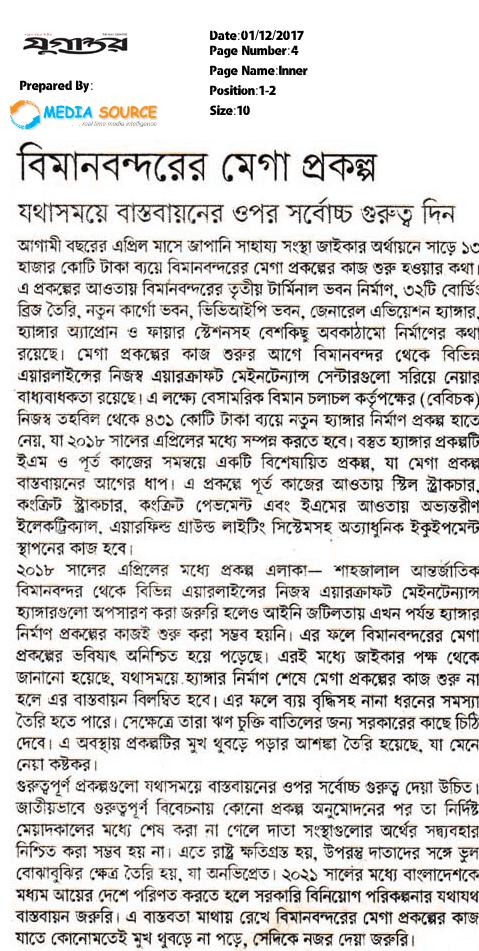 যুগান্তর
Date:01/12/2017
Page Number:4
Page Name:Inner
Position:1-2
Size:10
Prepared By:
MEDIA SOURCE
real time media intelligence
বিমানবন্দরের মেগা প্রকল্প
যথাসময়ে বাস্তবায়নের ওপর সর্বোচ্চ গুরুত্ব দিন
আগামী বছরের এপ্রিল মাসে জাপানি সাহায্য সংস্থা জাইকার অর্থায়নে সাড়ে ১৩
হাজার কোটি টাকা ব্যয়ে বিমানবন্দরের মেগা প্রকল্পের কাজ শুরু হওয়ার কথা।
এ প্রকল্পের আওতায় বিমানবন্দরের তৃতীয় টার্মিনাল ভবন নির্মাণ, ৩২টি বোর্ডিং
ব্রিজ তৈরি, নতুন কার্গো ভবন, ভিভিআইপি ভবন, জেনারেল এভিয়েশন হ্যাঙ্গার,
হ্যাঙ্গার অ্যাপ্রোন ও ফায়ার স্টেশনসহ বেশকিছু অবকাঠামো নির্মাণের কথা
রয়েছে। মেগা প্রকল্পের কাজ শুরুর আগে বিমানবন্দর থেকে বিভিন্ন
এয়ারলাইন্সের নিজস্ব এয়ারক্রাফট মেইনটেন্যান্স সেন্টারগুলো সরিয়ে নেয়ার
বাধ্যবাধকতা রয়েছে। এ লক্ষ্যে বেসামরিক বিমান চলাচল কর্তৃপক্ষের (বেবিচক)
নিজস্ব তহবিল থেকে ৪৩১ কোটি টাকা ব্যয়ে নতুন হ্যাঙ্গার নির্মাণ প্রকল্প হাতে
নেয়, যা ২০১৮ সালের এপ্রিলের মধ্যে সম্পন্ন করতে হবে। বস্তুত হ্যাঙ্গার প্রকল্পটি
ইএম ও পূর্ত কাজের সমন্বয়ে একটি বিশেষায়িত প্রকল্প, যা মেগা প্রকল্প
বাস্তবায়নের আগের ধাপ। এ প্রকল্পে পূর্ত কাজের আওতায় স্টিল স্ট্রাকচার,
কংক্রিট স্ট্রাকচার, কংক্রিট পেভমেন্ট এবং ইএমের আওতায় অভ্যন্তরীণ
ইলেকট্রিক্যাল, এয়ারফিল্ড গ্রাউন্ড লাইটিং সিস্টেমসহ অত্যাধুনিক ইকুইপমেন্ট
স্থাপনের কাজ হবে।
২০১৮ সালের এপ্রিলের মধ্যে প্রকল্প এলাকা— শাহজালাল আন্তর্জাতিক
বিমানবন্দর থেকে বিভিন্ন এয়ারলাইন্সের নিজস্ব এয়ারক্রাফট মেইনটেন্যান্স
হ্যাঙ্গারগুলো অপসারণ করা জরুরি হলেও আইনি জটিলতায় এখন পর্যন্ত হ্যাঙ্গার
নির্মাণ প্রকল্পের কাজই শুরু করা সম্ভব হয়নি। এর ফলে বিমানবন্দরের মেগা
প্রকল্পের ভবিষ্যৎ অনিশ্চিত হয়ে পড়েছে। এরই মধ্যে জাইকার পক্ষ থেকে
জানানো হয়েছে, যথাসময়ে হ্যাঙ্গার নির্মাণ শেষে মেগা প্রকল্পের কাজ শুরু না
হলে এর বাস্তবায়ন বিলম্বিত হবে। এর ফলে ব্যয় বৃদ্ধিসহ নানা ধরনের সমস্যা
তৈরি হতে পারে। সেক্ষেত্রে তারা ঋণ চুক্তি বাতিলের জন্য সরকারের কাছে চিঠি
দেবে। এ অবস্থায় প্রকল্পটির মুখ থুবড়ে পড়ার আশঙ্কা তৈরি হয়েছে, যা মেনে
নেয়া কষ্টকর।
গুরুত্বপূর্ণ প্রকল্পগুলো যথাসময়ে বাস্তবায়নের ওপর সর্বোচ্চ গুরুত্ব দেয়া উচিত।
জাতীয়ভাবে গুরুত্বপূর্ণ বিবেচনায় কোনো প্রকল্প অনুমোদনের পর তা নির্দিষ্ট
মেয়াদকালের মধ্যে শেষ করা না গেলে দাতা সংস্থাগুলোর অর্থের সদ্ব্যবহার
নিশ্চিত করা সম্ভব হয় না। এতে রাষ্ট্র ক্ষতিগ্রস্ত হয়, উপরন্তু দাতাদের সঙ্গে ভুল
বোঝাবুঝির ক্ষেত্র তৈরি হয়, যা অনভিপ্রেত। ২০২১ সালের মধ্যে বাংলাদেশকে
মধ্যম আয়ের দেশে পরিণত করতে হলে সরকারি বিনিয়োগ পরিকল্পনার যথাযথ
বাস্তবায়ন জরুরি। এ বাস্তবতা মাথায় রেখে বিমানবন্দরের মেগা প্রকল্পের কাজ
যাতে কোনোমতেই মুখ থুবড়ে না পড়ে, সেদিকে নজর দেয়া জরুরি।